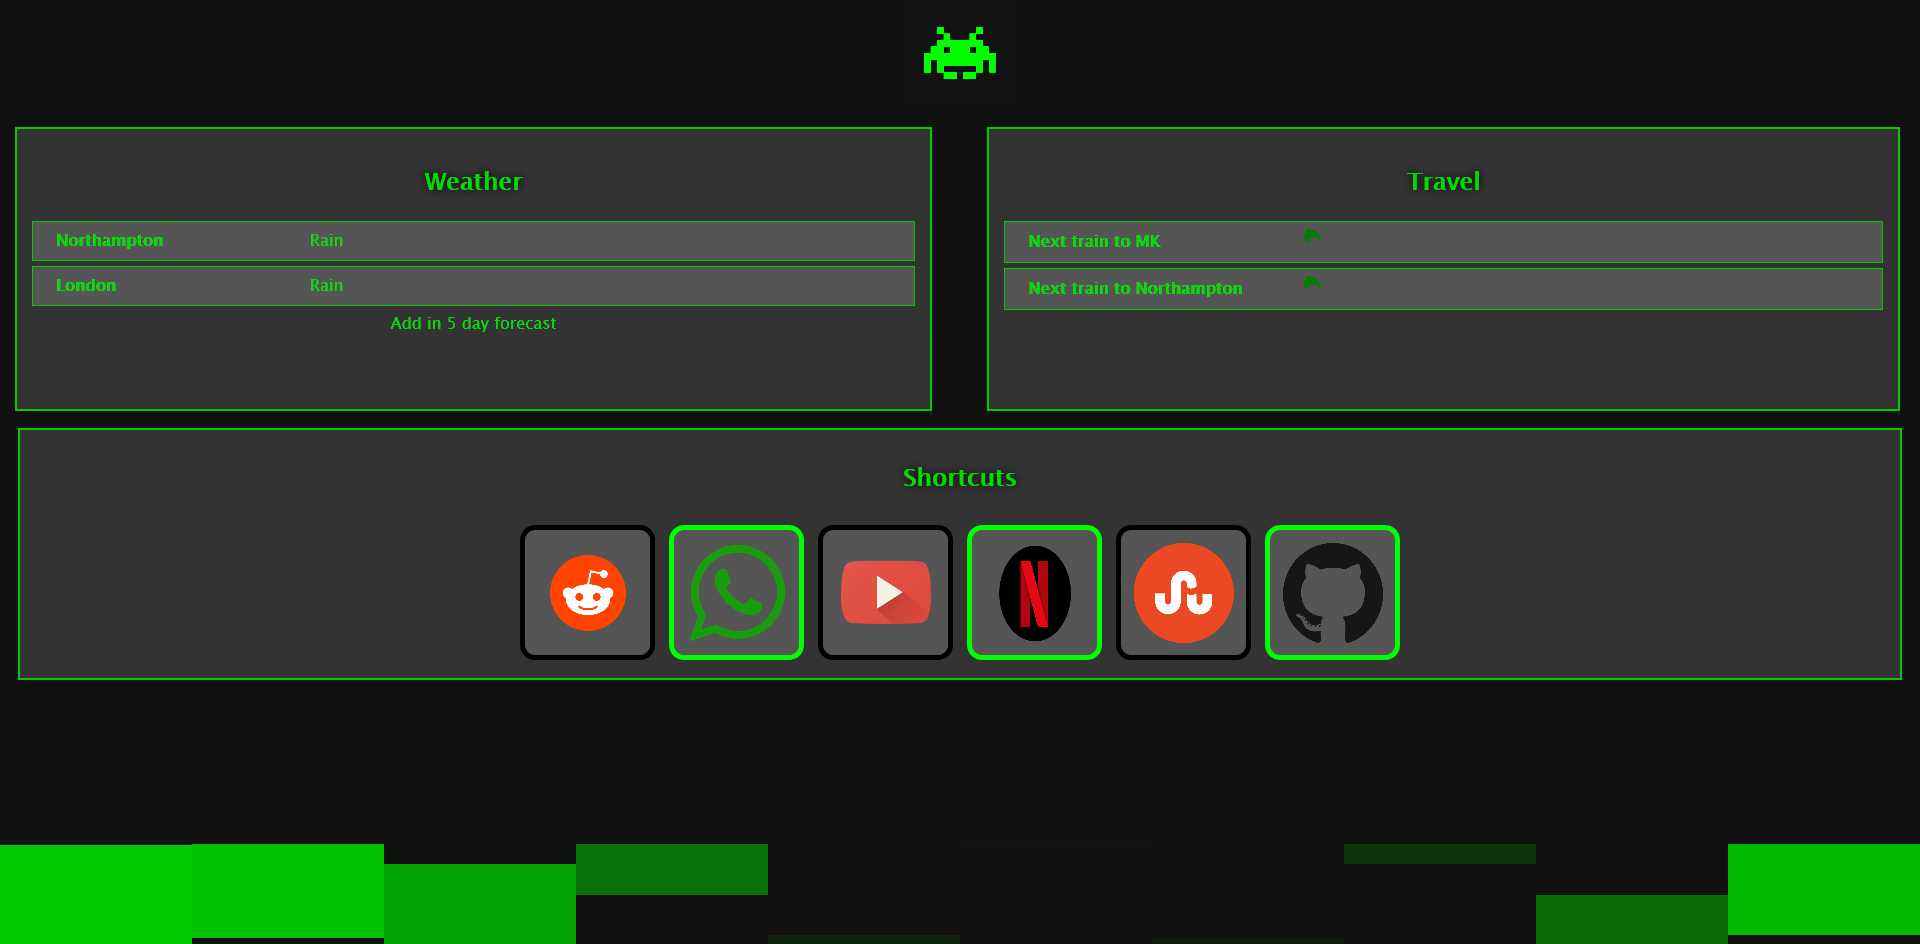 Weather
Northampton Rain
London Rain
Add in 5 day forecast
Travel
Next train to MK
Next train to Northampton
Shortcuts
N